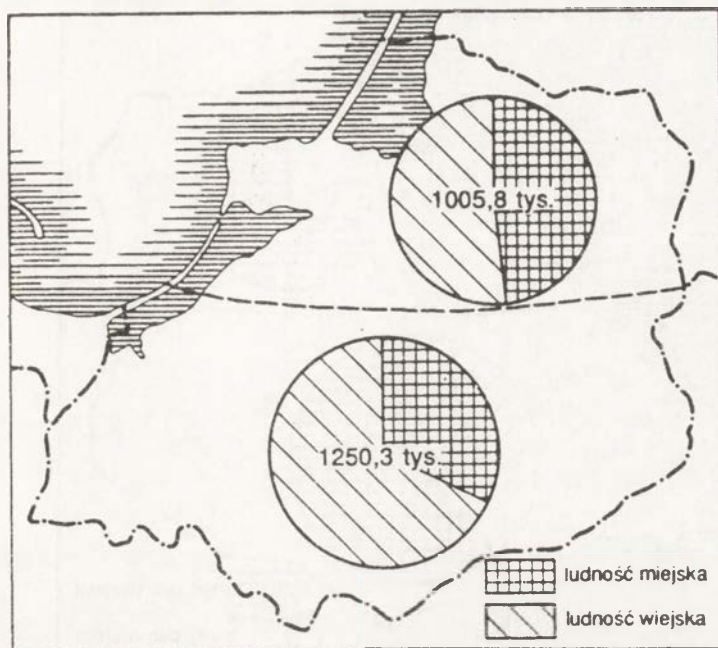 1005,8 tys.
1250,3 tys.
ludność miejska
ludność wiejska